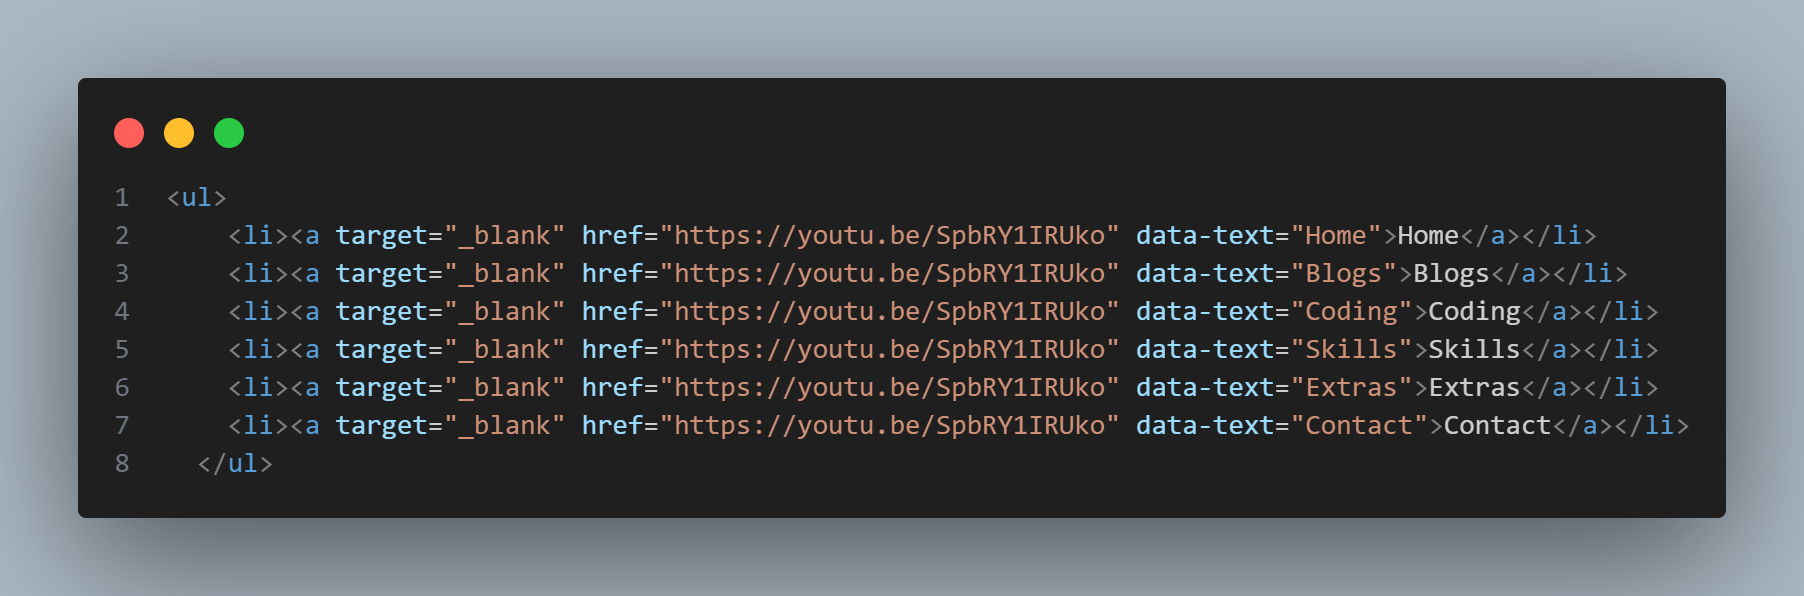 1 <ul>
2 <li><a target="_blank" href="https://youtu.be/SpbRY1IRUko" data-text="Home">Home</a></li>
3 <li><a target="_blank" href="https://youtu.be/SpbRY1IRUko" data-text="Blogs">Blogs</a></li>
4 <li><a target="_blank" href="https://youtu.be/SpbRY1IRUko" data-text="Coding">Coding</a></li>
5 <li><a target="_blank" href="https://youtu.be/SpbRY1IRUko" data-text="Skills">Skills</a></li>
6 <li><a target="_blank" href="https://youtu.be/SpbRY1IRUko" data-text="Extras">Extras</a></li>
7 <li><a target="_blank" href="https://youtu.be/SpbRY1IRUko" data-text="Contact">Contact</a></li>
8 </ul>